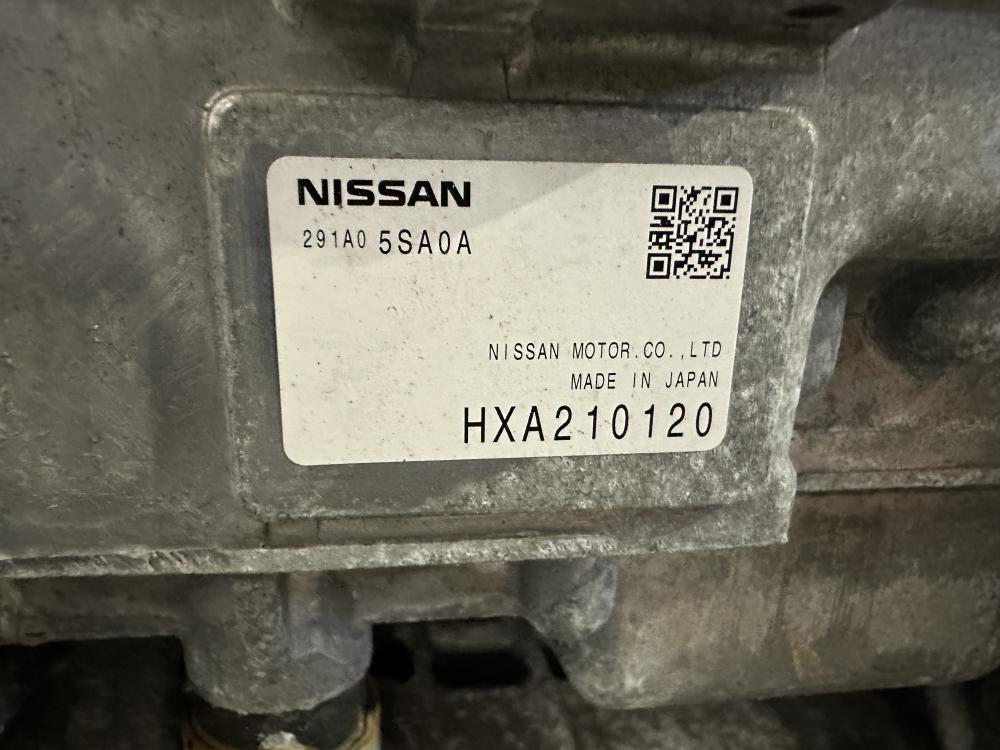 NISSAN
291A0 5SA0A
NISSAN MOTOR.CO.,LTD
MADE IN JAPAN
HXA210120